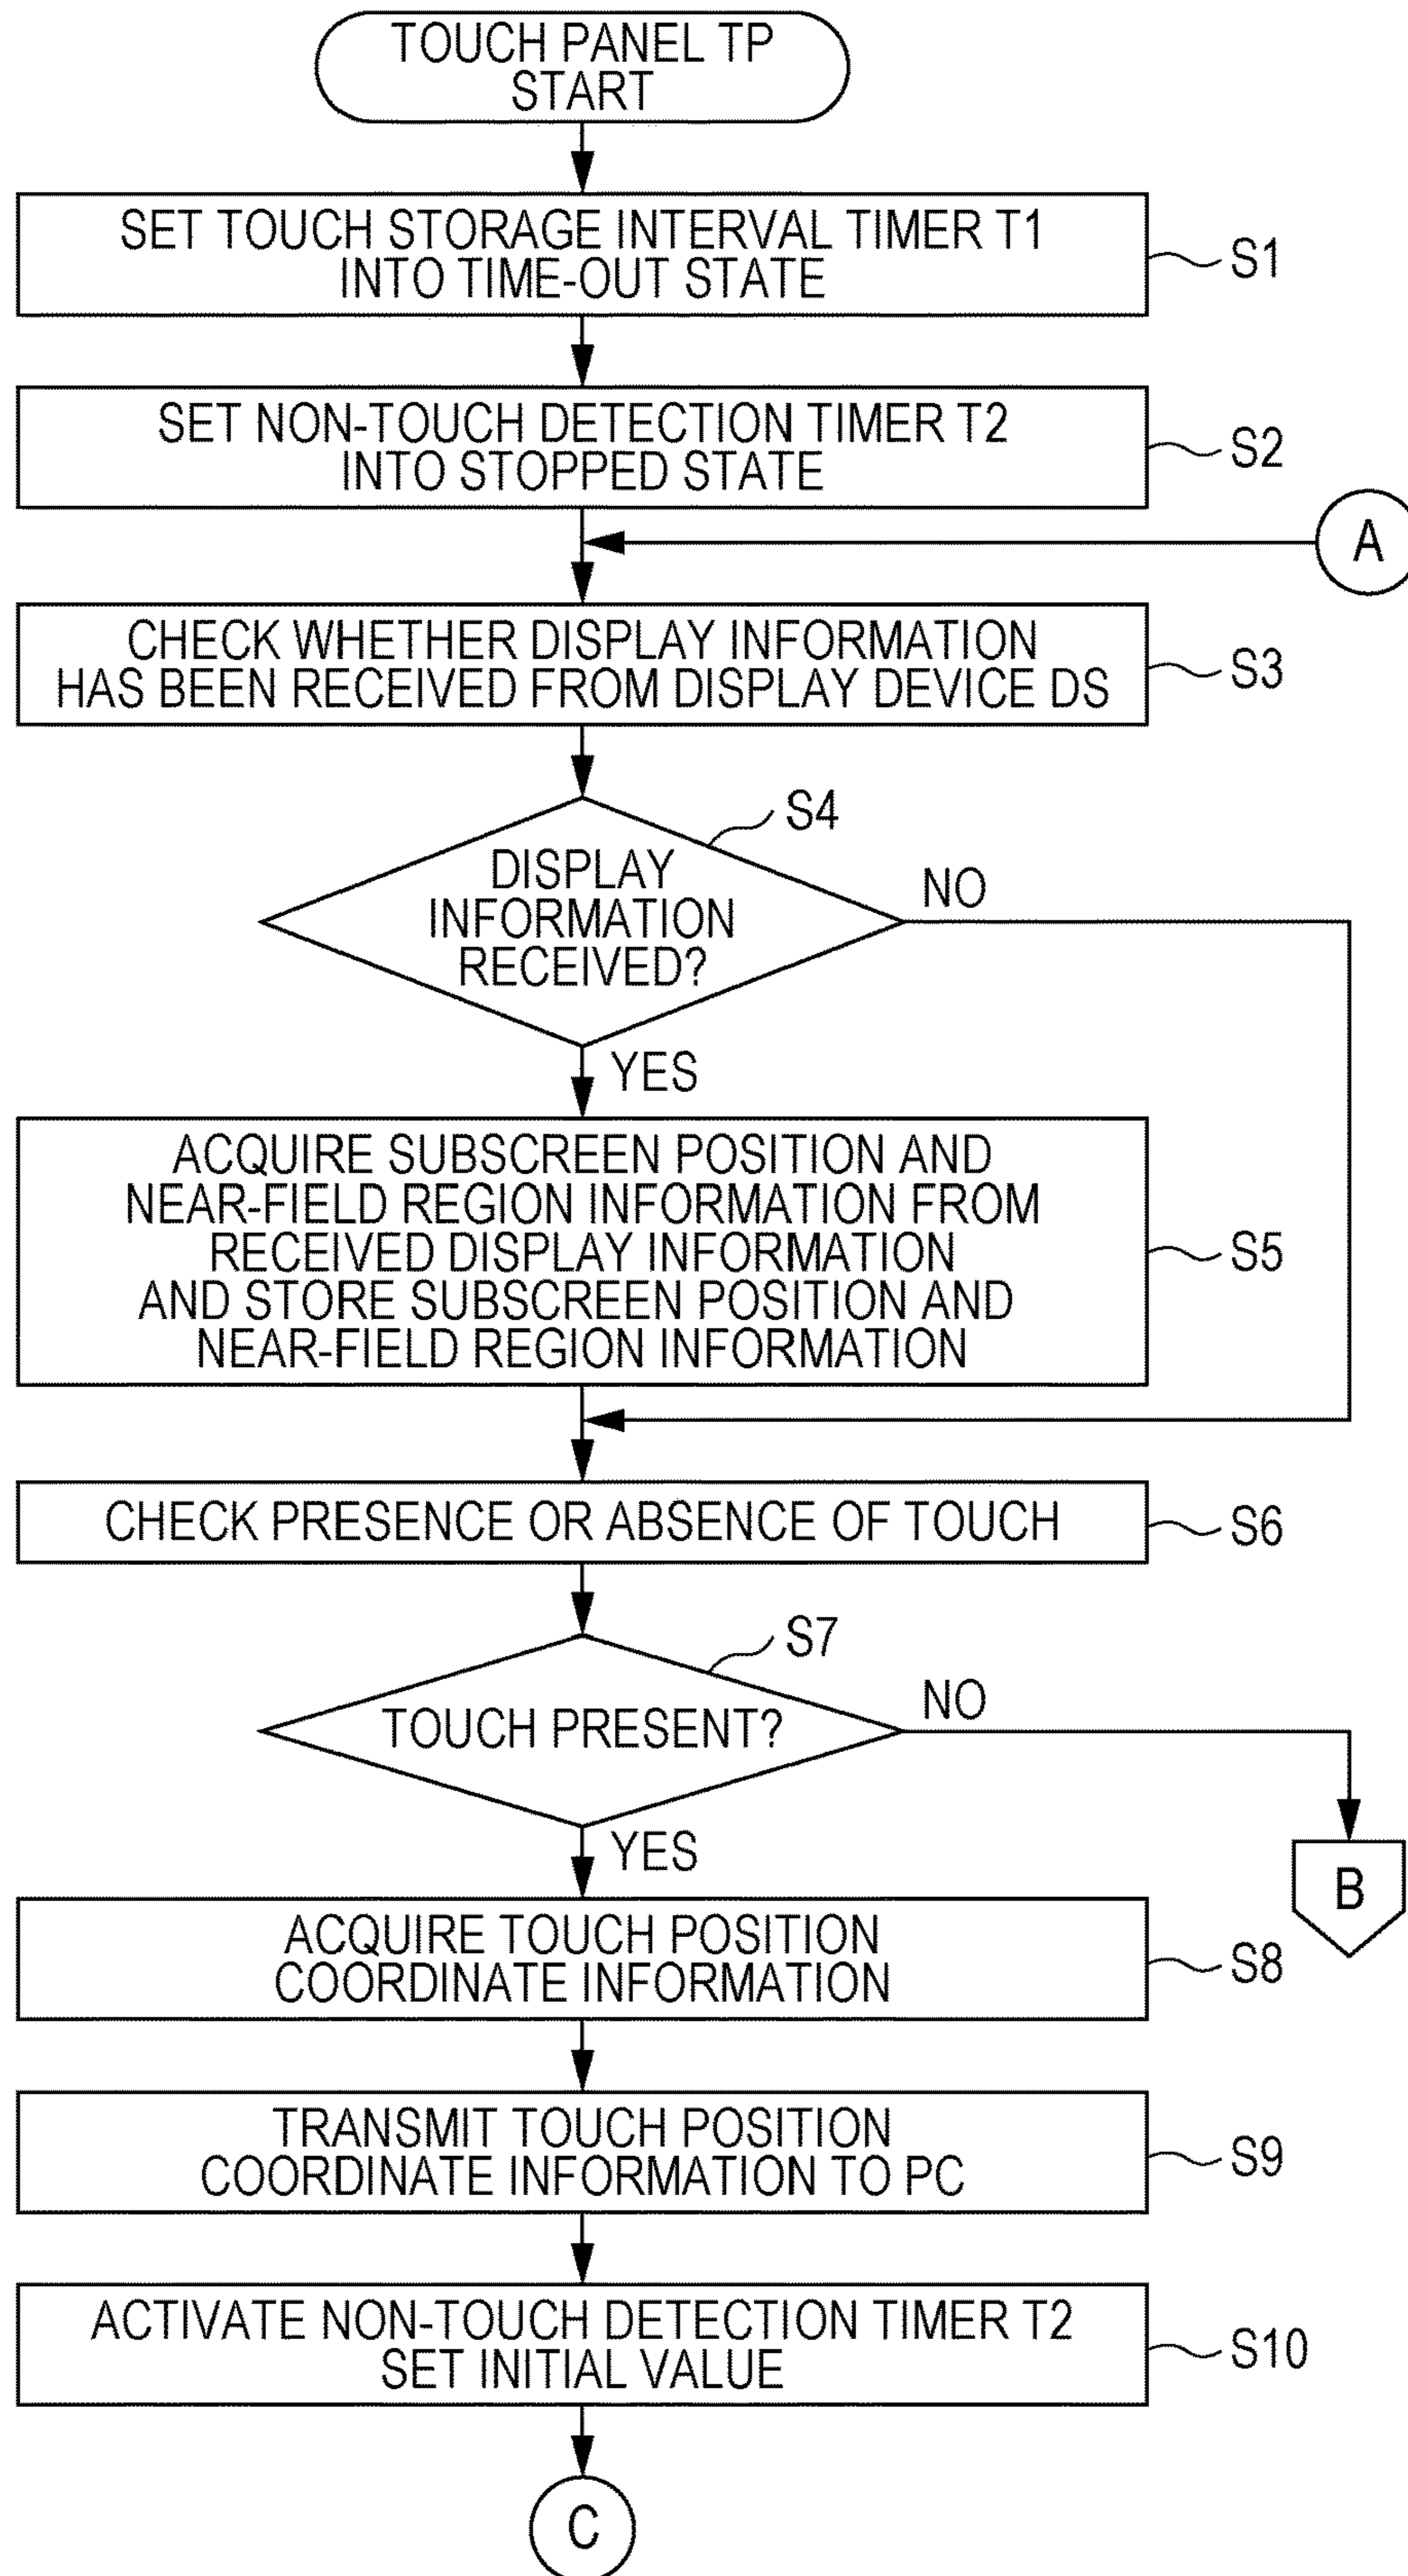 TOUCH PANEL TP
START
SET TOUCH STORAGE INTERVAL TIMER T1
INTO TIME-OUT STATE
S1
SET NON-TOUCH DETECTION TIMER T2
INTO STOPPED STATE
S2
A
CHECK WHETHER DISPLAY INFORMATION
HAS BEEN RECEIVED FROM DISPLAY DEVICE DS
S3
S4
DISPLAY
INFORMATION
RECEIVED?
NO
YES
ACQUIRE SUBSCREEN POSITION AND
NEAR-FIELD REGION INFORMATION FROM
RECEIVED DISPLAY INFORMATION
AND STORE SUBSCREEN POSITION AND
NEAR-FIELD REGION INFORMATION
S5
CHECK PRESENCE OR ABSENCE OF TOUCH
S6
S7
TOUCH PRESENT?
NO
YES
B
ACQUIRE TOUCH POSITION
COORDINATE INFORMATION
S8
TRANSMIT TOUCH POSITION
COORDINATE INFORMATION TO PC
S9
ACTIVATE NON-TOUCH DETECTION TIMER T2
SET INITIAL VALUE
S10
C